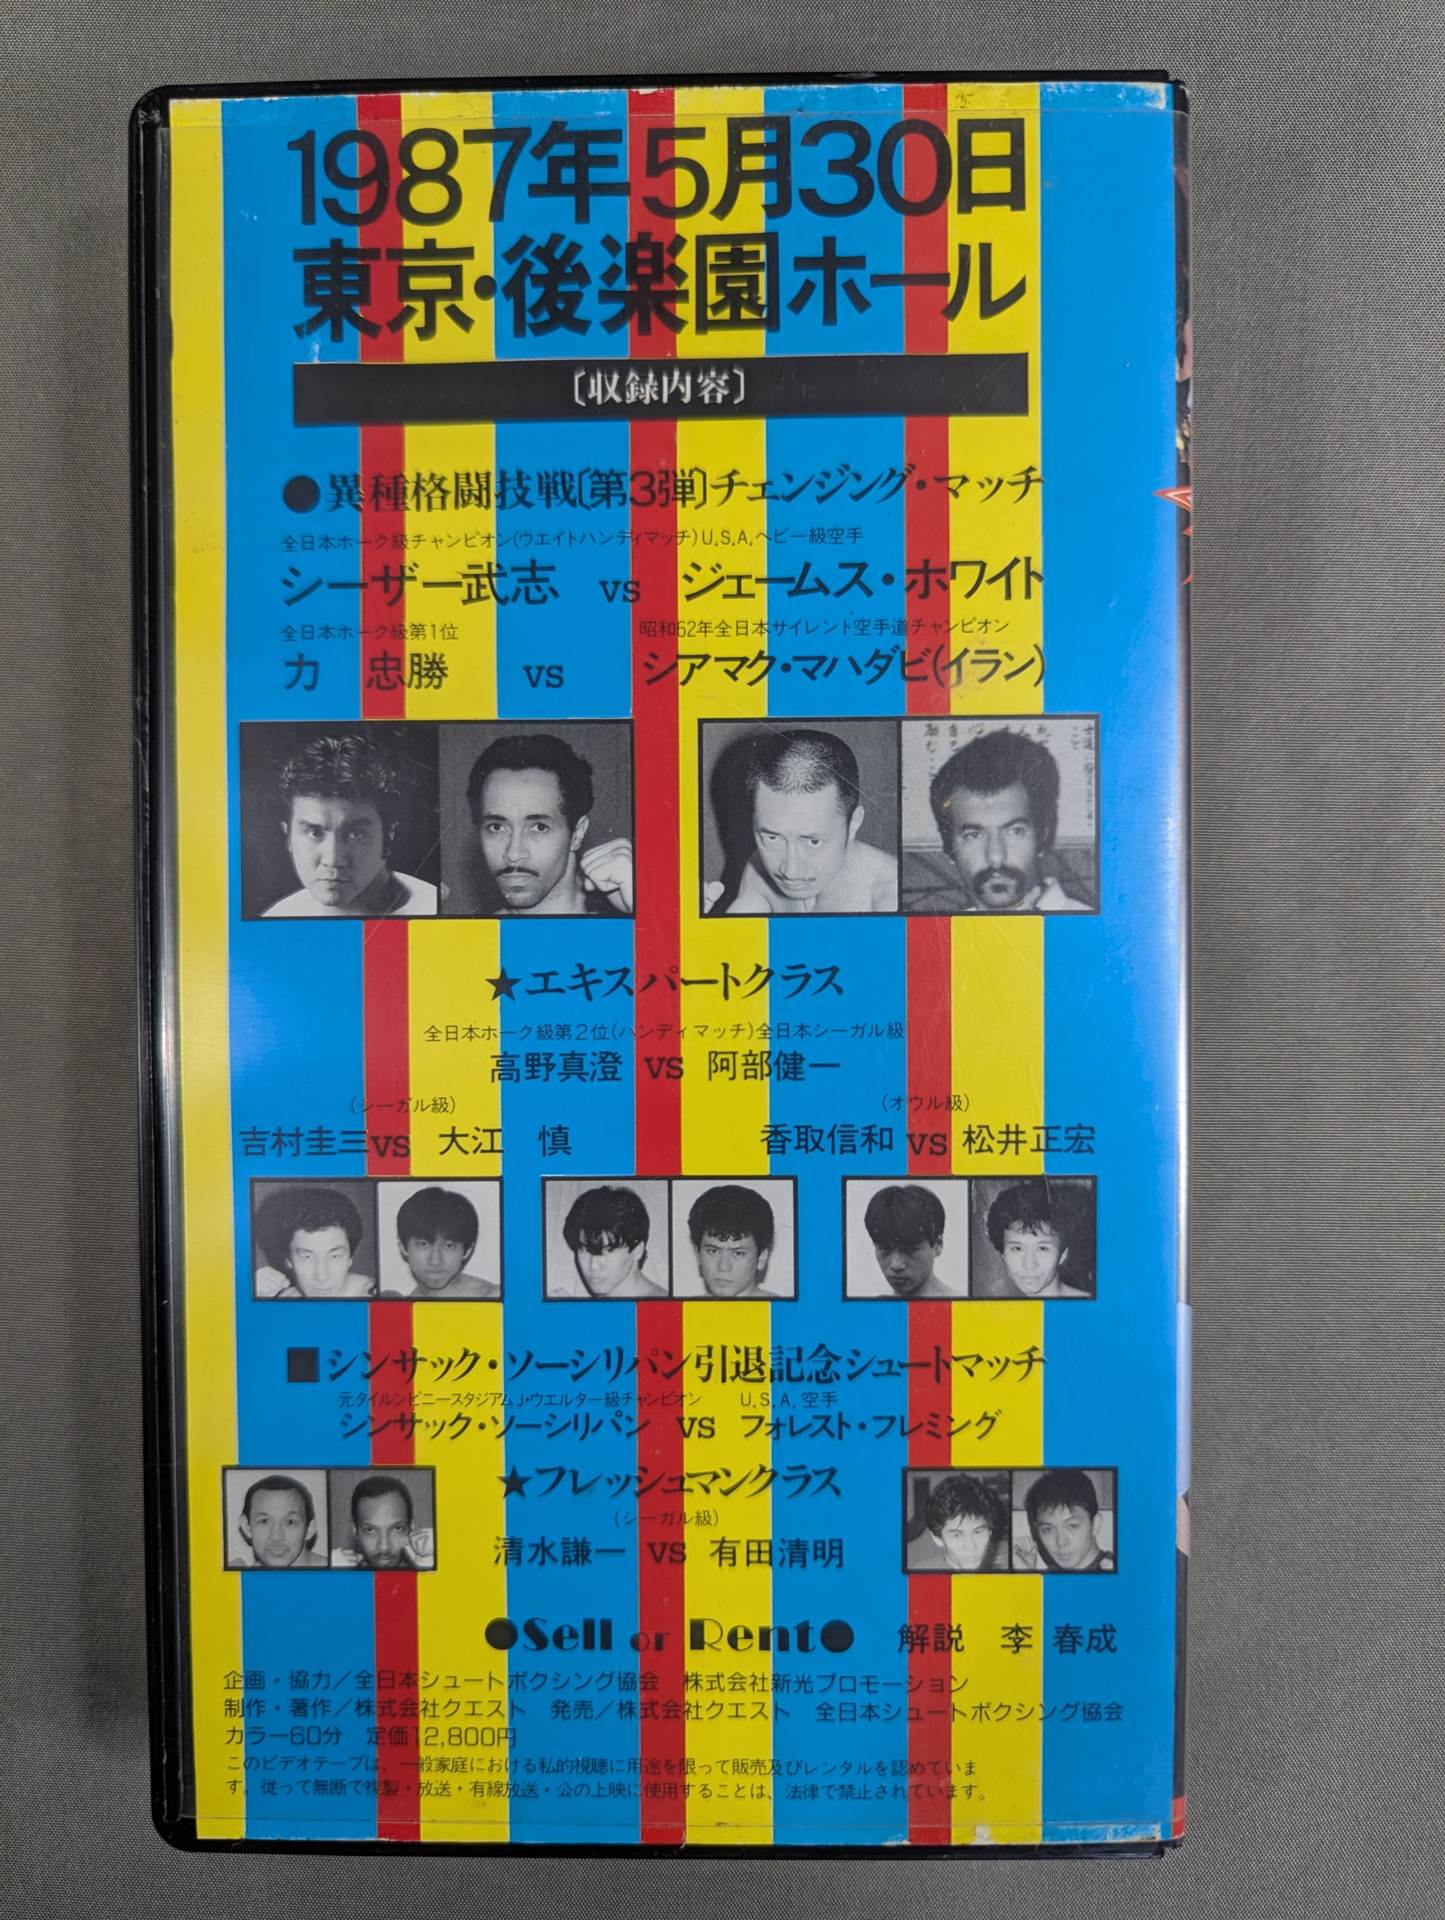 1987年5月30日
東京・後楽園ホール
〔収録内容〕
●異種格闘技戦〔第3弾〕チェンジング・マッチ
全日本ホーク級チャンピオン(ウエイトハンディマッチ)U.S.A.ヘビー級空手
シーザー武志 vs ジェームス・ホワイト
全日本ホーク級第1位 昭和62年全日本サイレント空手道チャンピオン
力 忠勝 vs シアマク・マハダビ(イラン)
★エキスパートクラス
全日本ホーク級第2位(ハンディマッチ)全日本シーガル級
高野真澄 vs 阿部健一
(シーガル級) (オウル級)
吉村圭三vs 大江 慎 香取信和 vs 松井正宏
■シンサック・ソーシリパン引退記念シュートマッチ
元タイルンピニースタジアムJ・ウエルター級チャンピオン U.S.A.空手
シンサック・ソーシリパン vs フォレスト・フレミング
★フレッシュマンクラス
(シーガル級)
清水謙一 vs 有田清明
●Sell or Rent● 解説 李 春成
企画・協力／全日本シュートボクシング協会 株式会社新光プロモーション
制作・著作／株式会社クエスト 発売／株式会社クエスト 全日本シュートボクシング協会
カラー60分 定価12,800円
このビデオテープは、一般家庭における私的視聴に用途を限って販売及びレンタルを認めていま
す。従って無断で複製・放送・有線放送・公の上映に使用することは、法律で禁止されています。